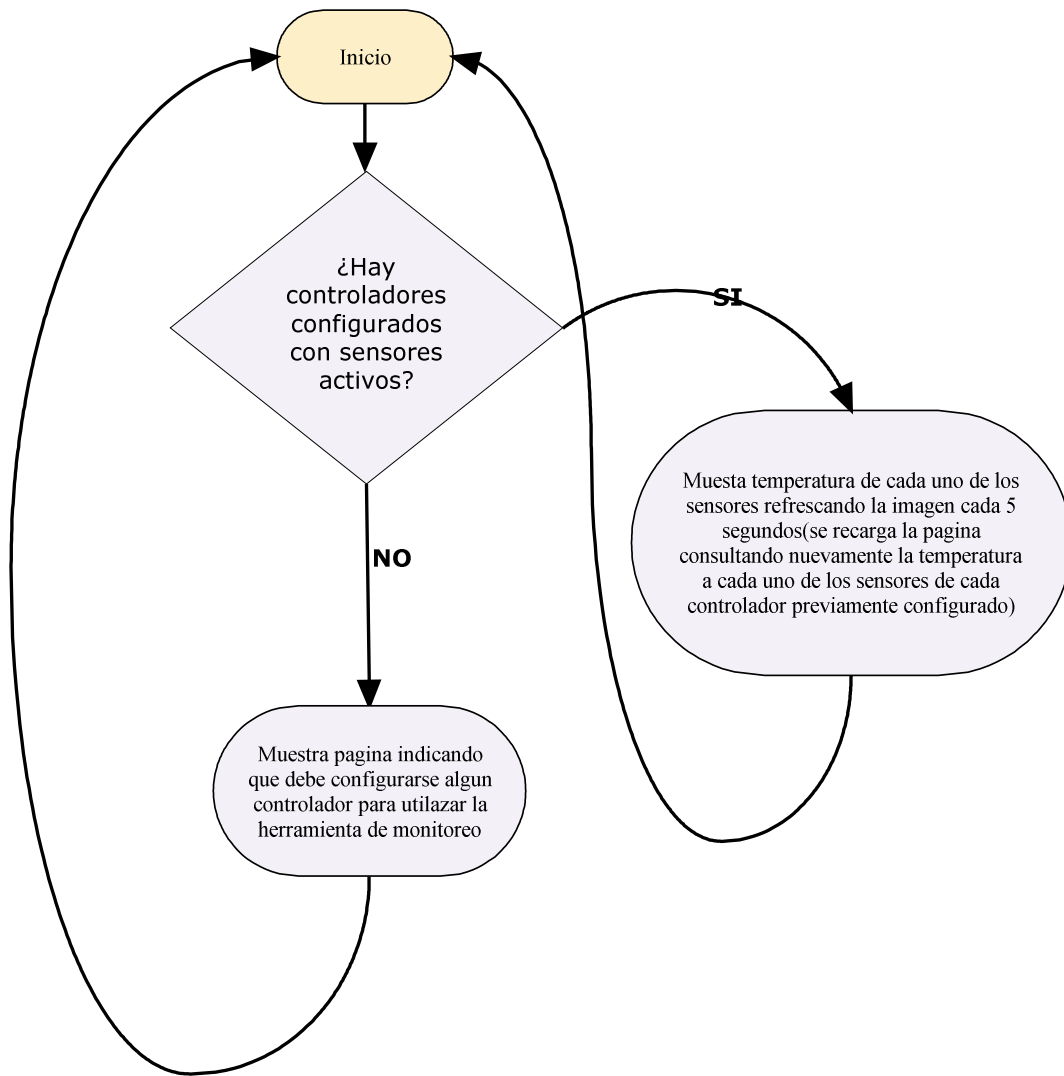 Inicio
¿Hay
controladores
configurados
con sensores
activos?
SI
Muesta temperatura de cada uno de los
sensores refrescando la imagen cada 5
segundos(se recarga la pagina
consultando nuevamente la temperatura
a cada uno de los sensores de cada
controlador previamente configurado)
NO
Muestra pagina indicando
que debe configurarse algun
controlador para utilazar la
herramienta de monitoreo